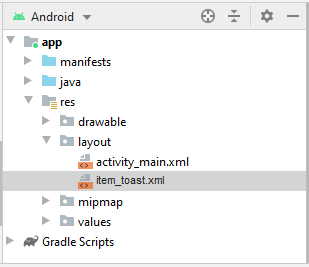 Android
app
manifests
java
res
drawable
layout
activity_main.xml
item_toast.xml
mipmap
values
Gradle Scripts